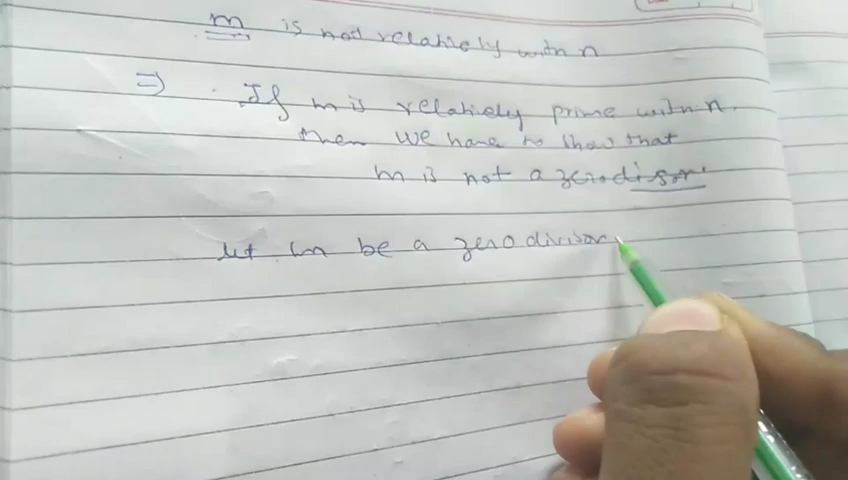 m is not relatively with n
=> If m is relatively prime with n.
then we have to show that
m is not a zero divisor.
let m be a zero divisor